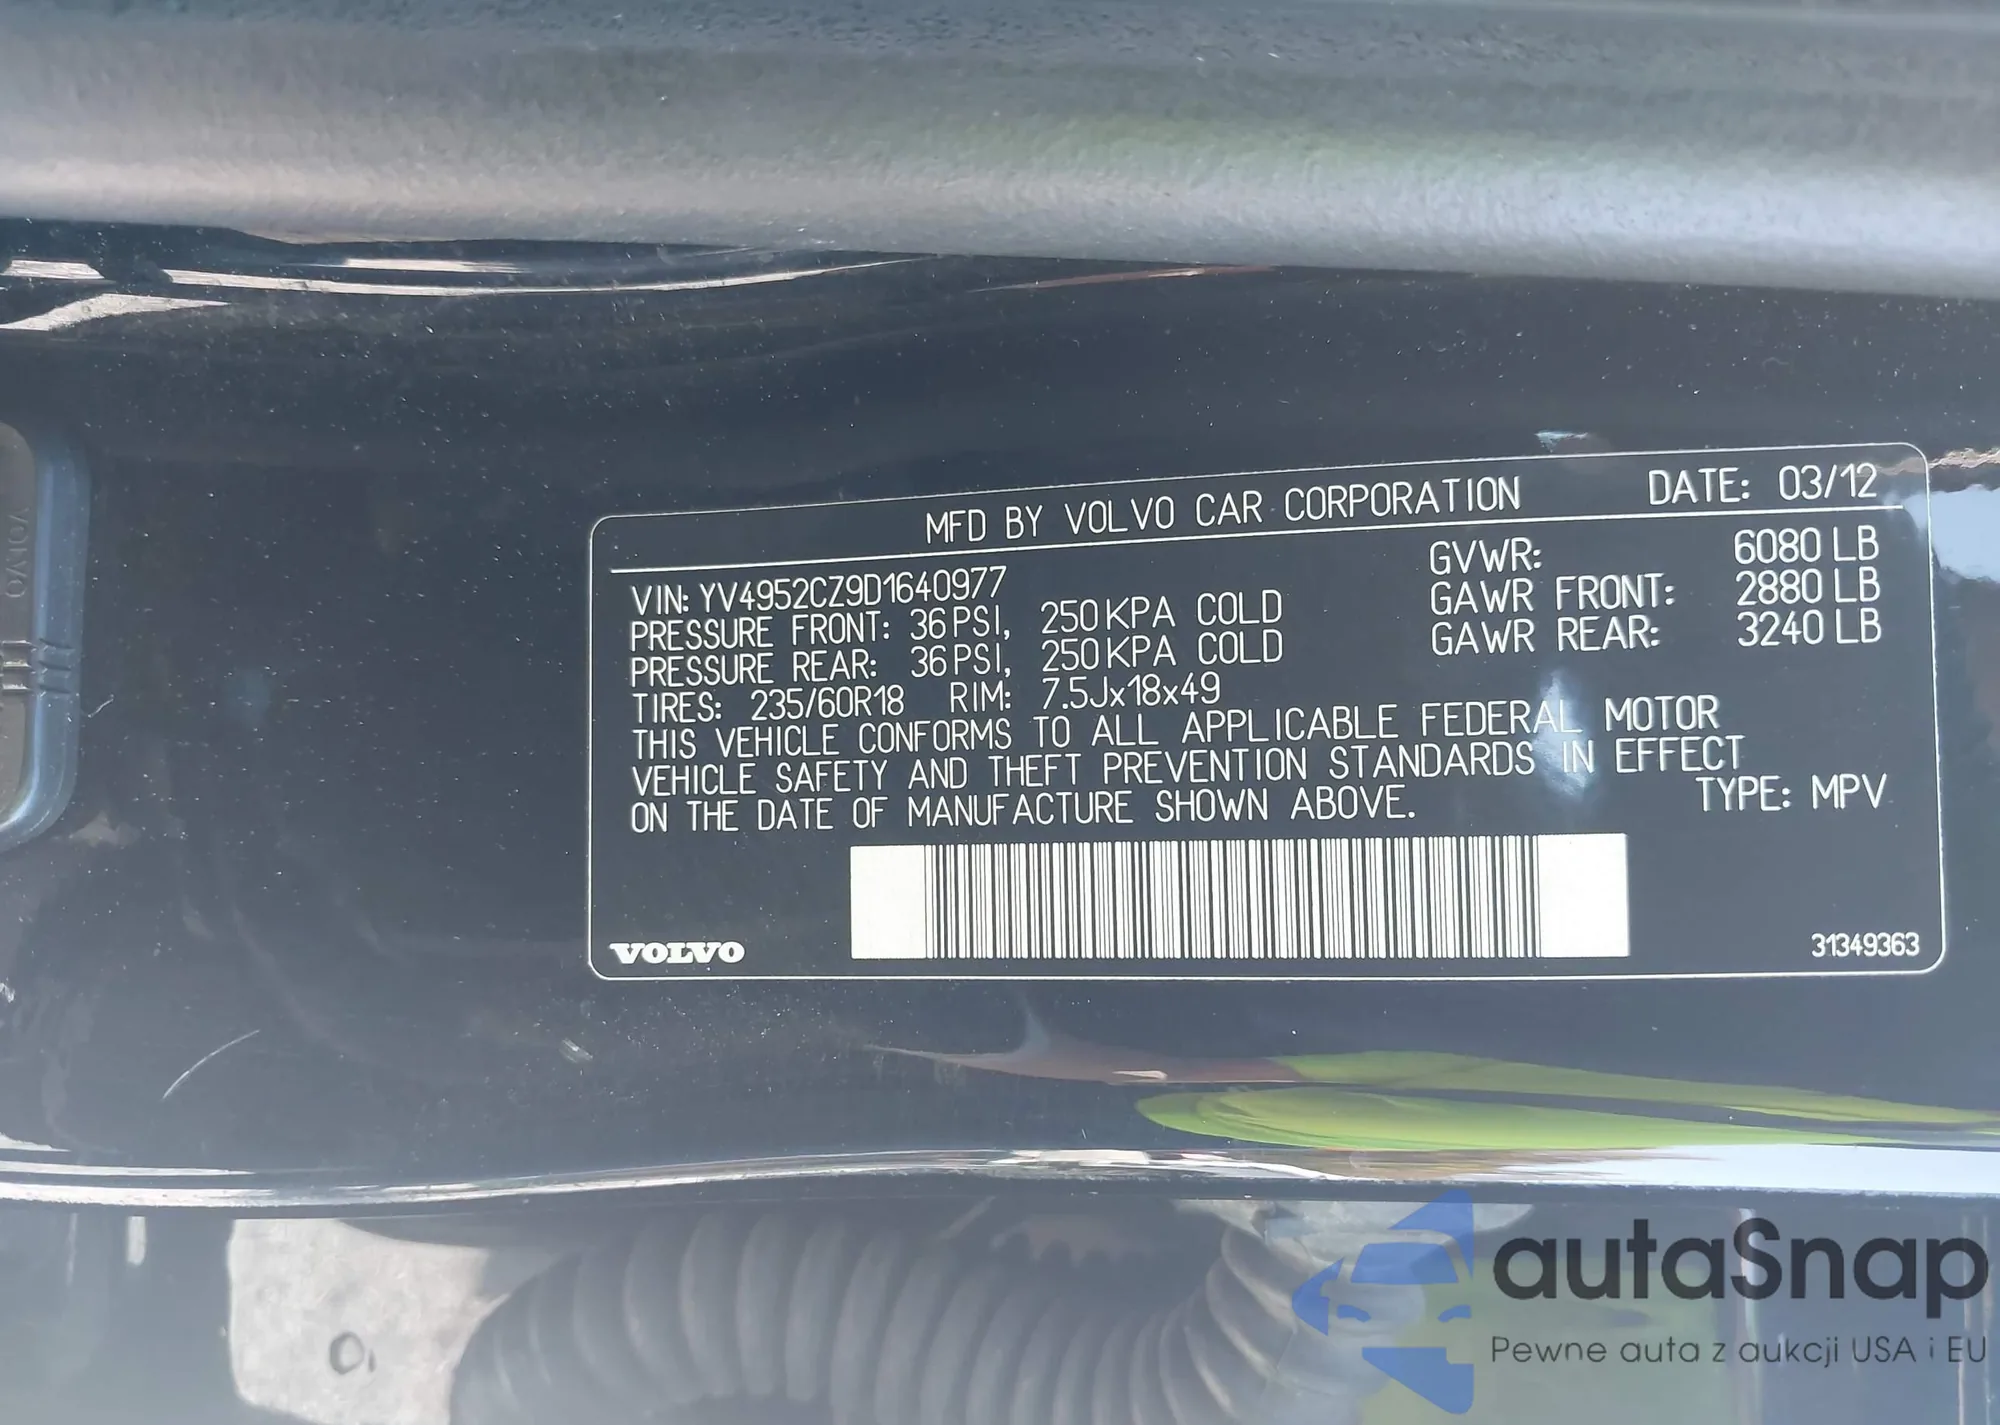 MFD BY VOLVO CAR CORPORATION DATE: 03/12
VIN: YV4952CZ9D1640977 GVWR: 6080 LB
PRESSURE FRONT: 36 PSI, 250 KPA COLD GAWR FRONT: 2880 LB
PRESSURE REAR: 36 PSI, 250 KPA COLD GAWR REAR: 3240 LB
TIRES: 235/60R18 RIM: 7.5Jx18x49
THIS VEHICLE CONFORMS TO ALL APPLICABLE FEDERAL MOTOR
VEHICLE SAFETY AND THEFT PREVENTION STANDARDS IN EFFECT
ON THE DATE OF MANUFACTURE SHOWN ABOVE. TYPE: MPV
VOLVO 31349363
VOLVO
autaSnap
Pewne auta z aukcji USA i EU